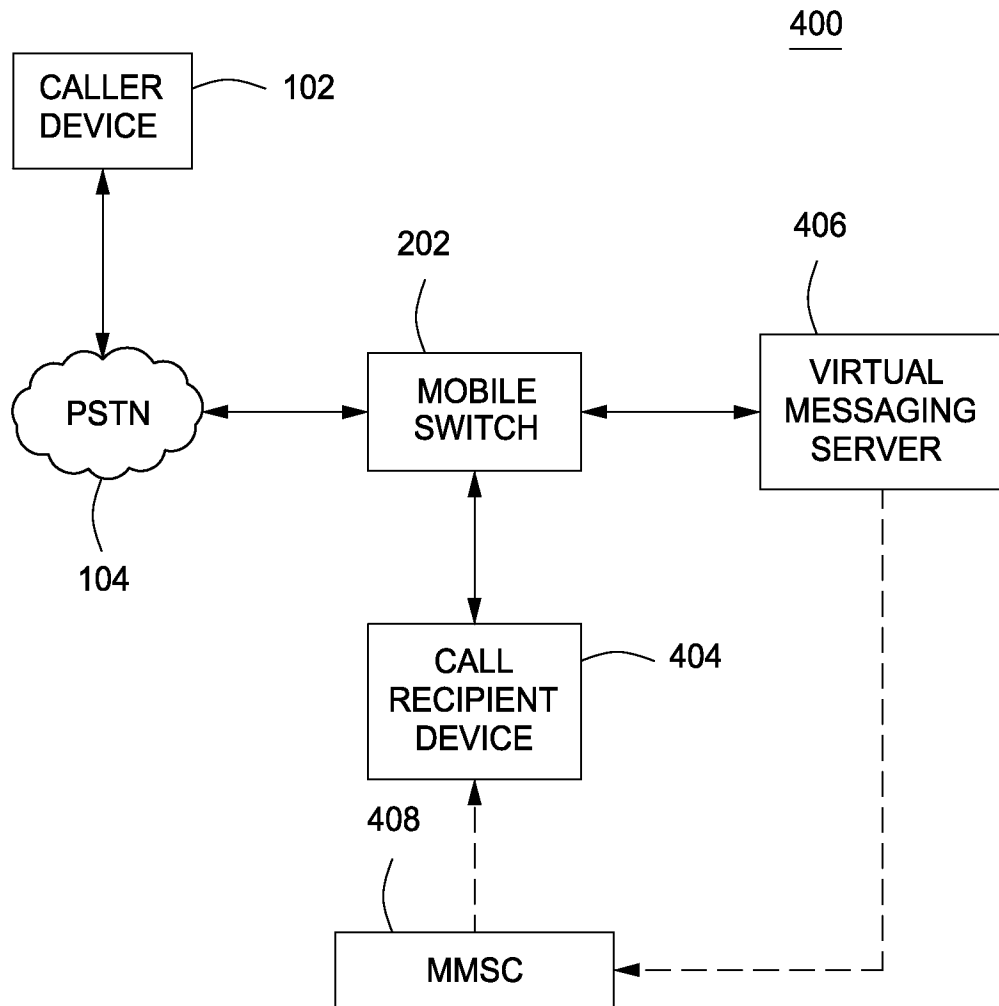 400
CALLER
DEVICE
102
406
202
PSTN
MOBILE
SWITCH
VIRTUAL
MESSAGING
SERVER
104
CALL
RECIPIENT
DEVICE
404
408
MMSC